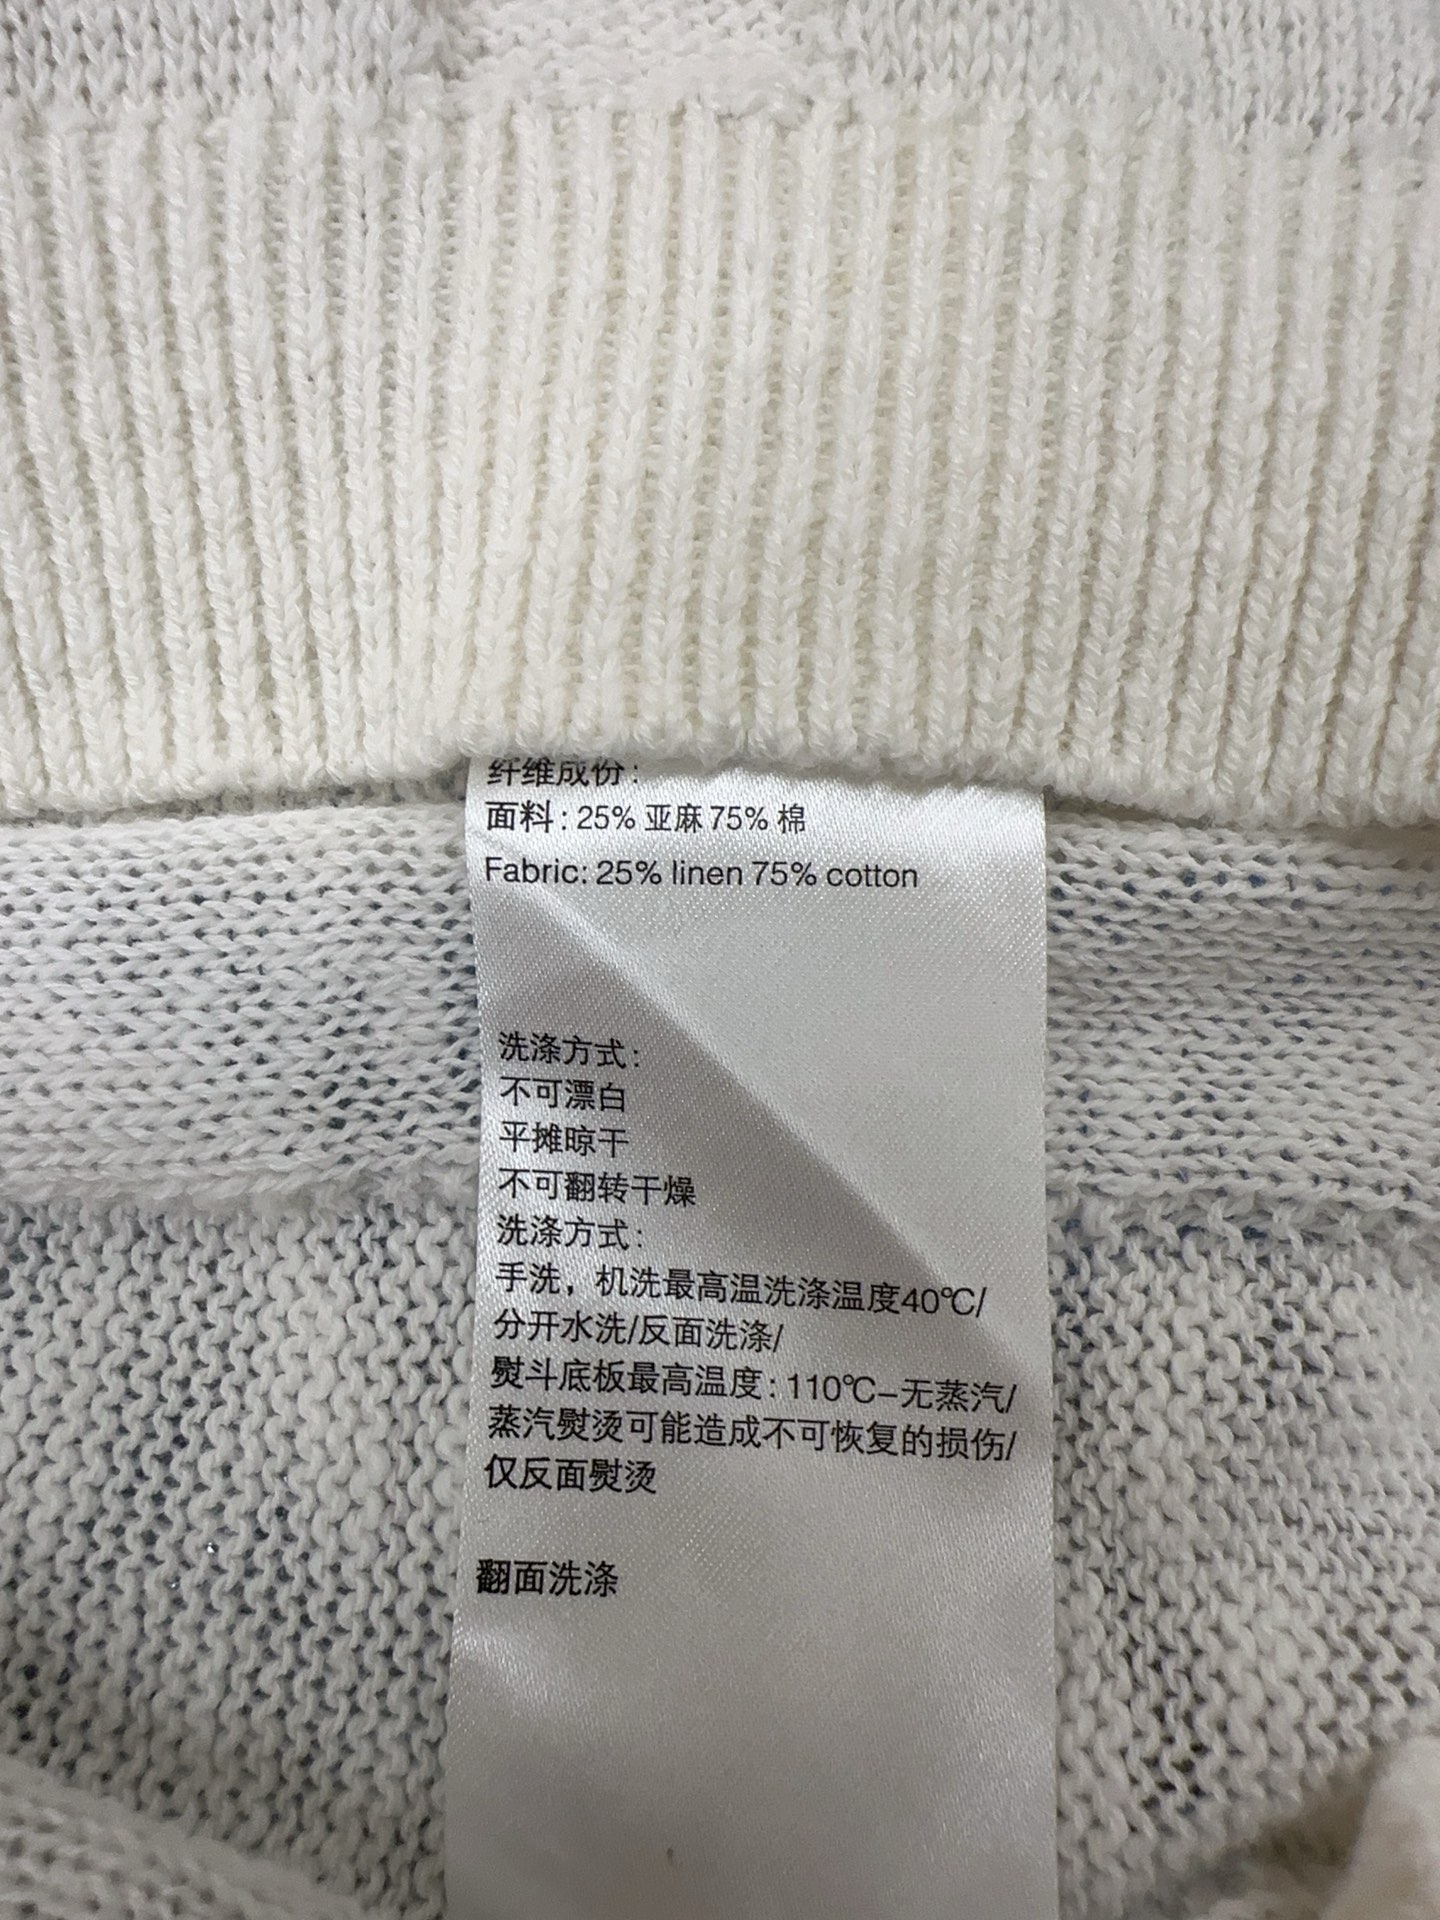 纤维成份：
面料：25% 亚麻 75% 棉
Fabric: 25% linen 75% cotton
洗涤方式：
不可漂白
平摊晾干
不可翻转干燥
洗涤方式：
手洗，机洗最高温洗涤温度40℃/
分开水洗/反面洗涤/
熨斗底板最高温度：110℃-无蒸汽/
蒸汽熨烫可能造成不可恢复的损伤/
仅反面熨烫
翻面洗涤